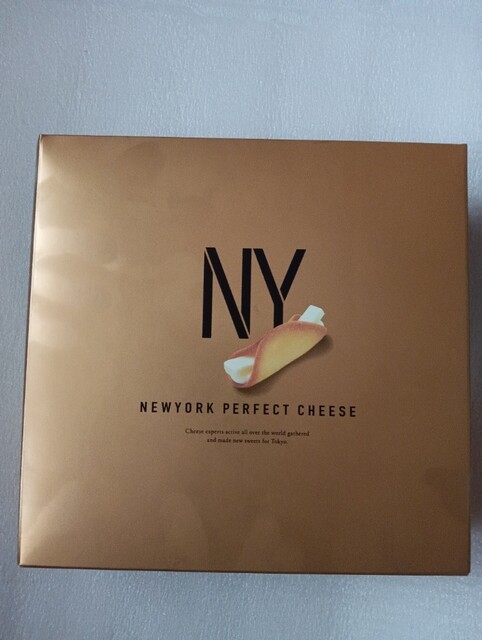 NY
NEWYORK PERFECT CHEESE
Cheese experts active all over the world gathered
and made new sweets for Tokyo.